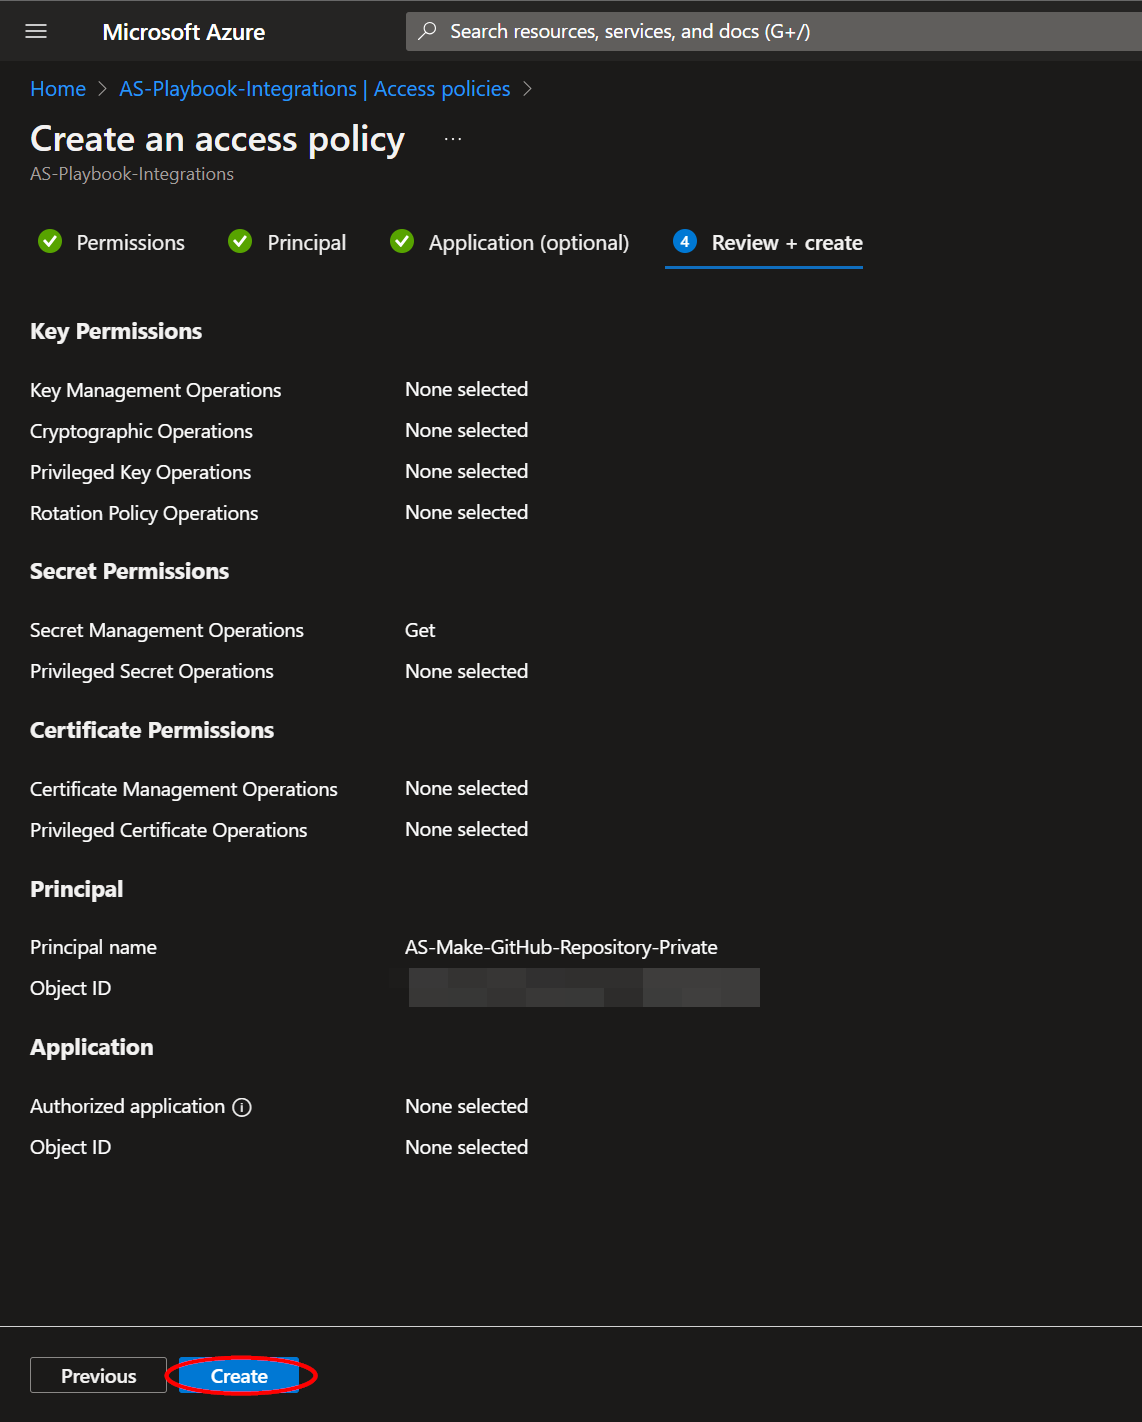 Microsoft Azure
Search resources, services, and docs (G+/)
Home > AS-Playbook-Integrations | Access policies >
Create an access policy ...
AS-Playbook-Integrations
Permissions Principal Application (optional) 4 Review + create
Key Permissions
Key Management Operations None selected
Cryptographic Operations None selected
Privileged Key Operations None selected
Rotation Policy Operations None selected
Secret Permissions
Secret Management Operations Get
Privileged Secret Operations None selected
Certificate Permissions
Certificate Management Operations None selected
Privileged Certificate Operations None selected
Principal
Principal name AS-Make-GitHub-Repository-Private
Object ID
Application
Authorized application None selected
Object ID None selected
Previous Create